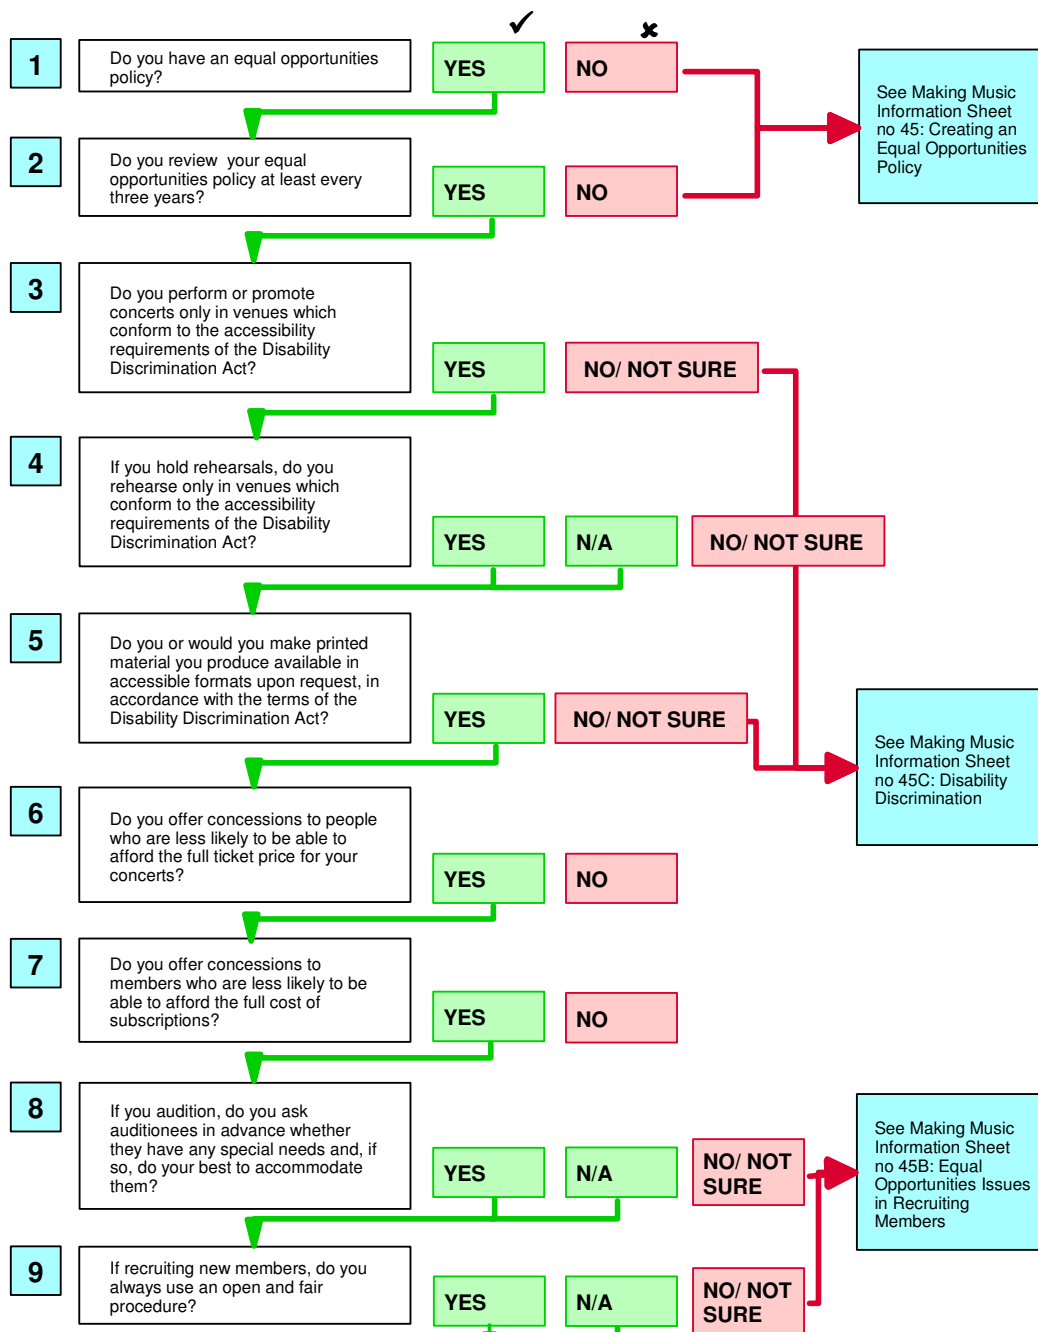 ✓ ✘
1
Do you have an equal opportunities
policy?
YES
NO
See Making Music
Information Sheet
no 45: Creating an
Equal Opportunities
Policy
2
Do you review  your equal
opportunities policy at least every
three years?
YES
NO
3
Do you perform or promote
concerts only in venues which
conform to the accessibility
requirements of the Disability
Discrimination Act?
YES
NO/ NOT SURE
4
If you hold rehearsals, do you
rehearse only in venues which
conform to the accessibility
requirements of the Disability
Discrimination Act?
YES
N/A
NO/ NOT SURE
5
Do you or would you make printed
material you produce available in
accessible formats upon request, in
accordance with the terms of the
Disability Discrimination Act?
YES
NO/ NOT SURE
See Making Music
Information Sheet
no 45C: Disability
Discrimination
6
Do you offer concessions to people
who are less likely to be able to
afford the full ticket price for your
concerts?
YES
NO
7
Do you offer concessions to
members who are less likely to be
able to afford the full cost of
subscriptions?
YES
NO
8
If you audition, do you ask
auditionees in advance whether
they have any special needs and, if
so, do your best to accommodate
them?
YES
N/A
NO/ NOT
SURE
See Making Music
Information Sheet
no 45B: Equal
Opportunities Issues
in Recruiting
Members
9
If recruiting new members, do you
always use an open and fair
procedure?
YES
N/A
NO/ NOT
SURE